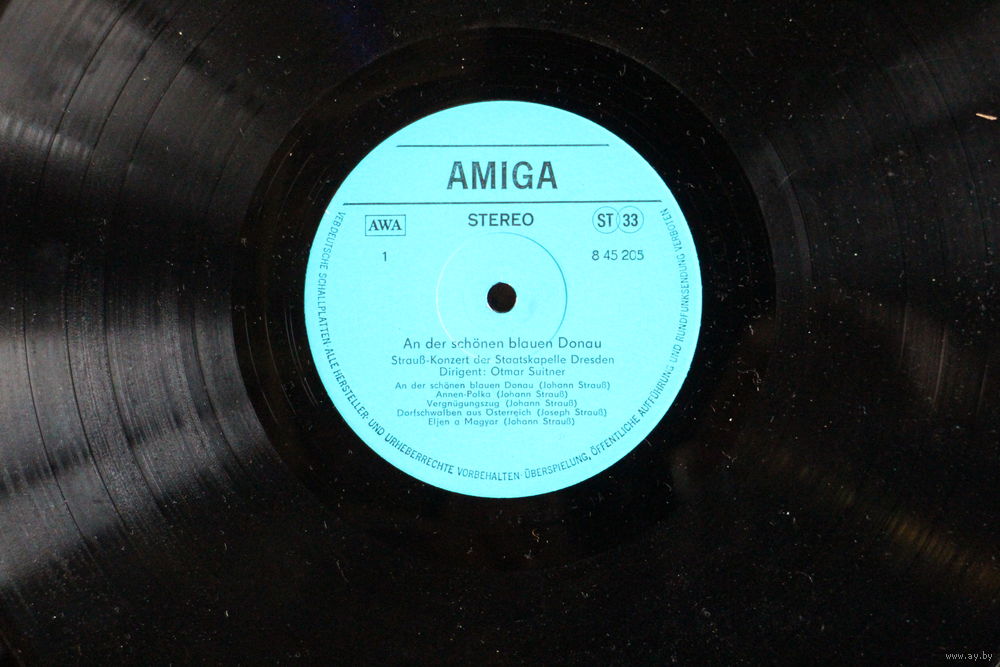 AMIGA
AWA
STEREO
ST 33
1
8 45 205
An der schönen blauen Donau
Strauß-Konzert der Staatskapelle Dresden
Dirigent: Otmar Suitner
An der schönen blauen Donau (Johann Strauß)
Annen-Polka (Johann Strauß)
Vergnügungszug (Johann Strauß)
Dorfschwalben aus Österreich (Joseph Strauß)
Eljen a Magyar (Johann Strauß)
VEB DEUTSCHE SCHALLPLATTEN ALLE HERSTELLER- UND URHEBERRECHTE VORBEHALTEN · ÜBERSPIELUNG, ÖFFENTLICHE AUFFÜHRUNG UND RUNDFUNKSENDUNG VERBOTEN
www.ay.by